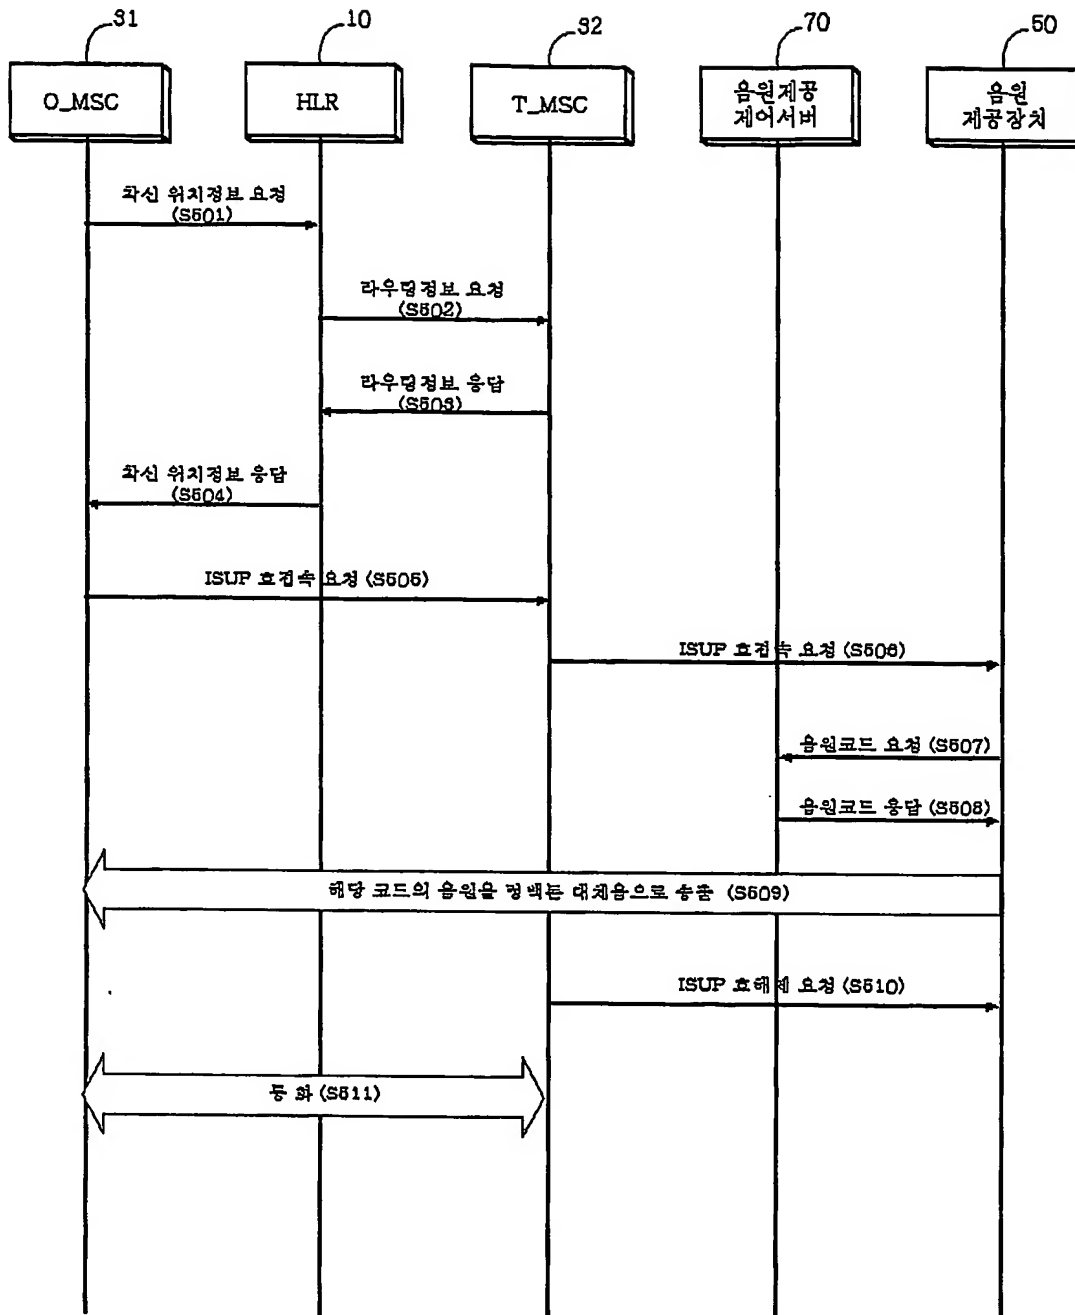 31
10
32
70
50
O_MSC
HLR
T_MSC
음원제공
제어서버
음원
제공장치
착신 위치정보 요청
(S501)
라우팅정보 요청
(S502)
라우팅정보 응답
(S503)
착신 위치정보 응답
(S504)
ISUP 호접속 요청 (S505)
ISUP 호접속 요청 (S506)
음원코드 요청 (S507)
음원코드 응답 (S508)
해당 코드의 음원을 링백톤 대체음으로 송출 (S509)
ISUP 호해제 요청 (S510)
통 화 (S511)